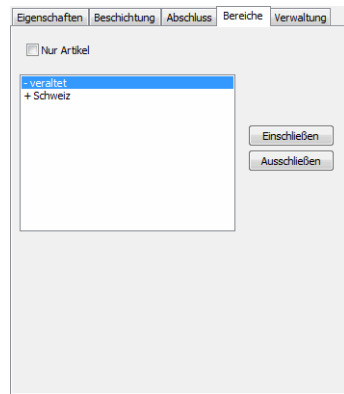 Eigenschaften Beschichtung Abschluss Bereiche Verwaltung
Nur Artikel
- veraltet
+ Schweiz
Einschließen
Ausschließen